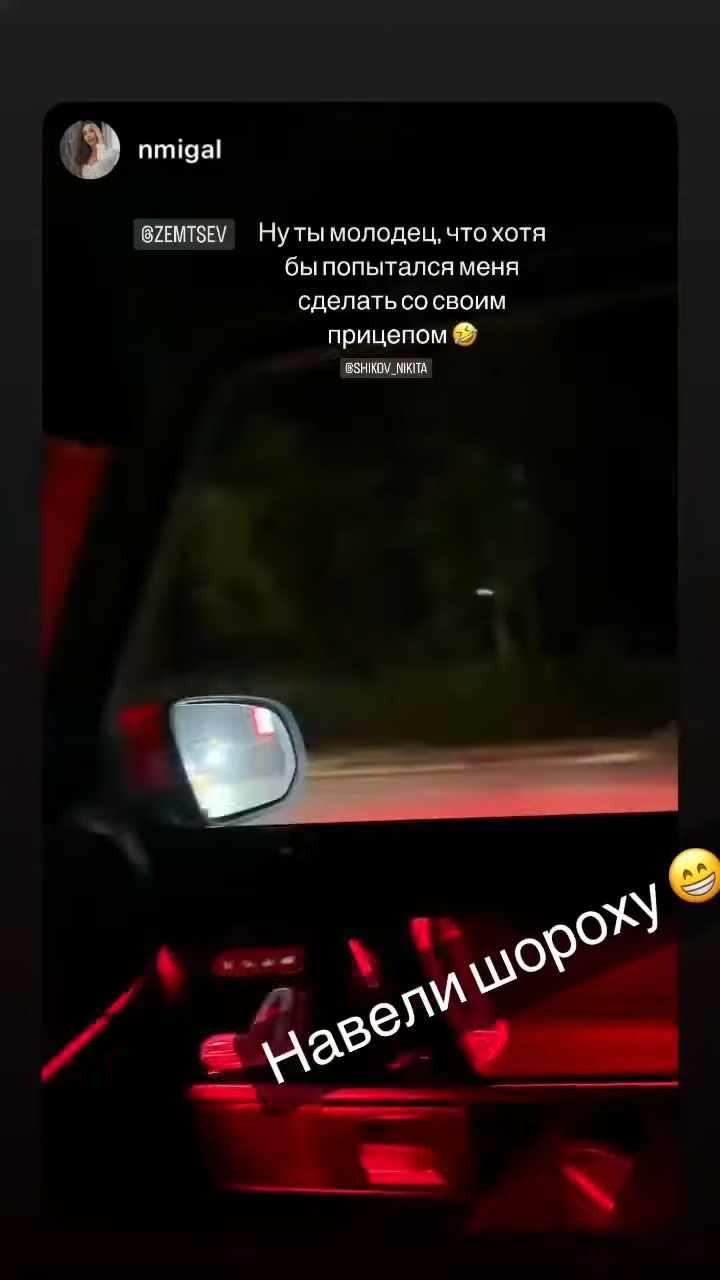 nmigal
@ZEMTSEV Ну ты молодец, что хотя
бы попытался меня
сделать со своим
прицепом 🤣
@SHIKOV_NIKITA
Навели шороху 😁